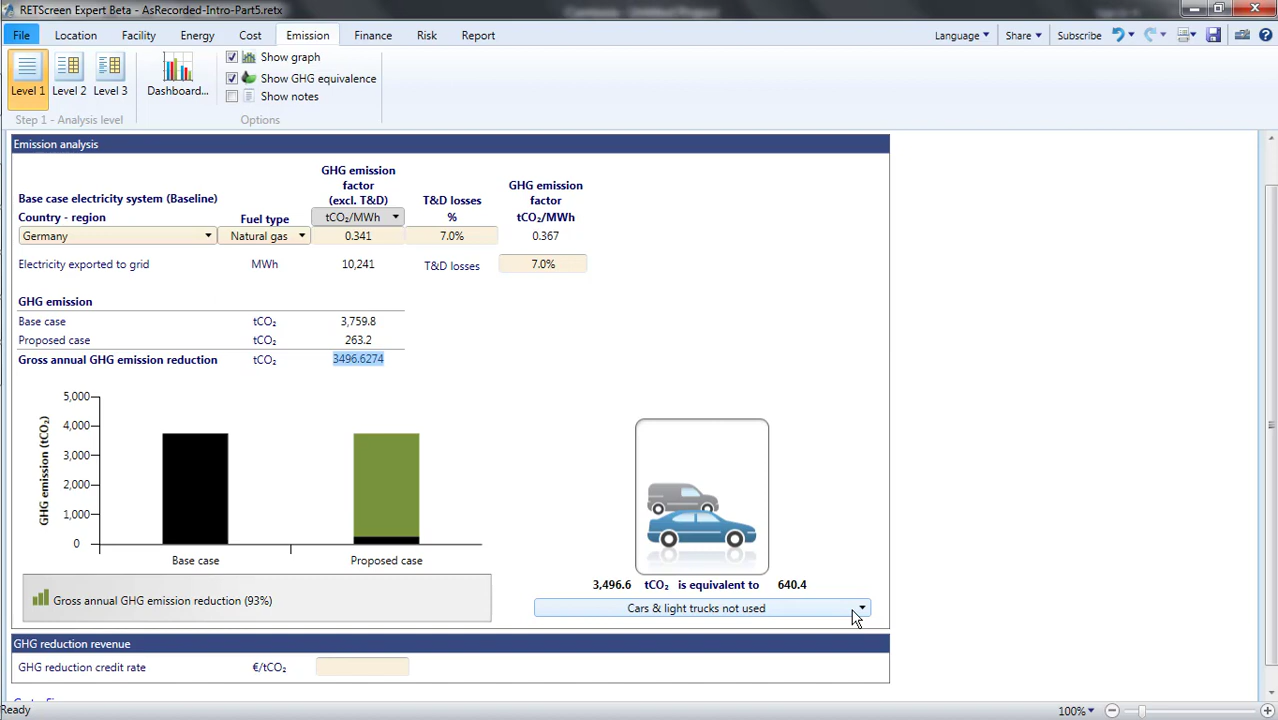 RETScreen Expert Beta - AsRecorded-Intro-Part5.retx
File Location Facility Energy Cost Emission Finance Risk Report Language Share Subscribe
Level 1 Level 2 Level 3 Dashboard...
Show graph
Show GHG equivalence
Show notes
Step 1 - Analysis level Options
Emission analysis
GHG emission
factor
(excl. T&D)
GHG emission
factor
Base case electricity system (Baseline) T&D losses
Country - region Fuel type tCO₂/MWh % tCO₂/MWh
Germany Natural gas 0.341 7.0% 0.367
Electricity exported to grid MWh 10,241 T&D losses 7.0%
GHG emission
Base case tCO₂ 3,759.8
Proposed case tCO₂ 263.2
Gross annual GHG emission reduction tCO₂ 3496.6274
GHG emission (tCO₂)
5,000
4,000
3,000
2,000
1,000
0
Base case Proposed case
3,496.6 tCO₂ is equivalent to 640.4
Gross annual GHG emission reduction (93%)
Cars & light trucks not used
GHG reduction revenue
GHG reduction credit rate €/tCO₂
Ready 100%